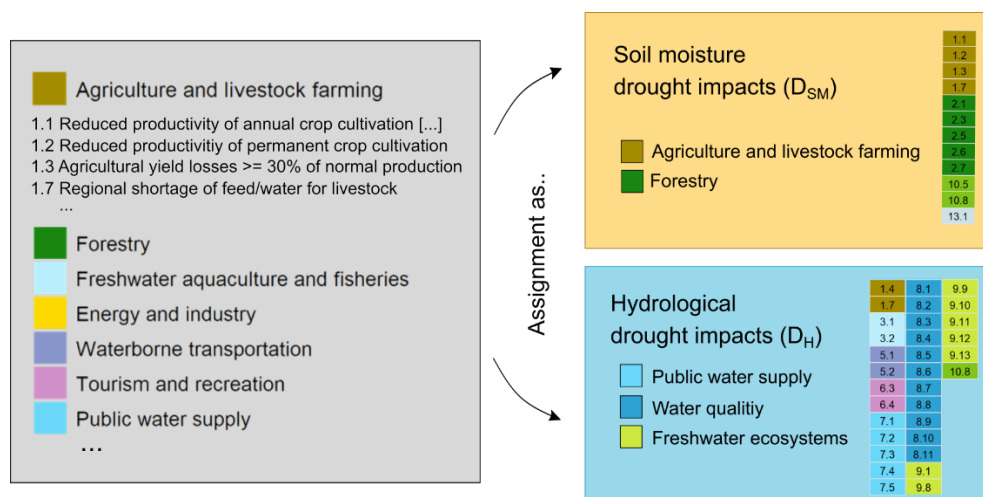 Agriculture and livestock farming
1.1 Reduced productivity of annual crop cultivation [...]
1.2 Reduced productivitiy of permanent crop cultivation
1.3 Agricultural yield losses >= 30% of normal production
1.7 Regional shortage of feed/water for livestock
...
Forestry
Freshwater aquaculture and fisheries
Energy and industry
Waterborne transportation
Tourism and recreation
Public water supply
...
Assignment as..
Soil moisture
drought impacts (DSM)
Agriculture and livestock farming
Forestry
1.1
1.2
1.3
1.7
2.1
2.3
2.5
2.6
2.7
10.5
10.8
13.1
Hydrological
drought impacts (DH)
Public water supply
Water qualitiy
Freshwater ecosystems
1.4 8.1 9.9
1.7 8.2 9.10
3.1 8.3 9.11
3.2 8.4 9.12
5.1 8.5 9.13
5.2 8.6 10.8
6.3 8.7
6.4 8.8
7.1 8.9
7.2 8.10
7.3 8.11
7.4 9.1
7.5 9.8